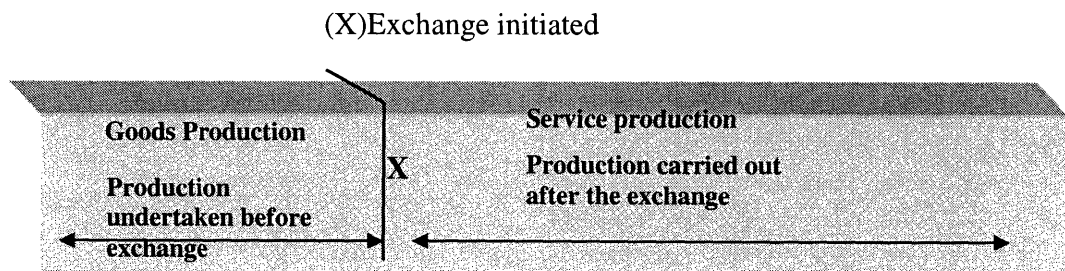 (X)Exchange initiated
Goods Production
Production
undertaken before
exchange
X
Service production
Production carried out
after the exchange